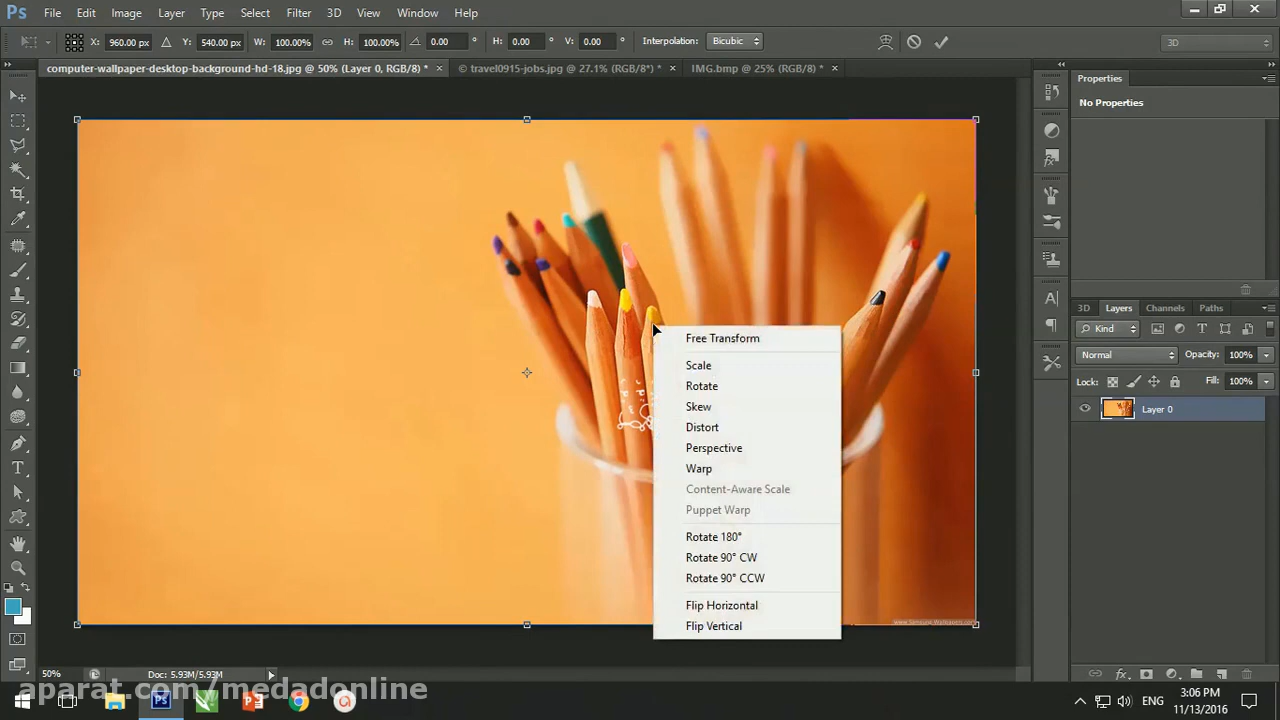 Ps File Edit Image Layer Type Select Filter 3D View Window Help
X: 960.00 px Y: 540.00 px W: 100.00% H: 100.00% 0.00 ° H: 0.00 ° V: 0.00 ° Interpolation: Bicubic 3D
computer-wallpaper-desktop-background-hd-18.jpg @ 50% (Layer 0, RGB/8) * × © travel0915-jobs.jpg @ 27.1% (RGB/8*) * × IMG.bmp @ 25% (RGB/8) * ×
Properties
No Properties
Free Transform
Scale
Rotate
Skew
Distort
Perspective
Warp
Content-Aware Scale
Puppet Warp
Rotate 180°
Rotate 90° CW
Rotate 90° CCW
Flip Horizontal
Flip Vertical
3D Layers Channels Paths
Kind
Normal Opacity: 100%
Lock: Fill: 100%
Layer 0
50% Doc: 5.93M/5.93M
aparat.com/medadonline
ENG 3:06 PM
11/13/2016